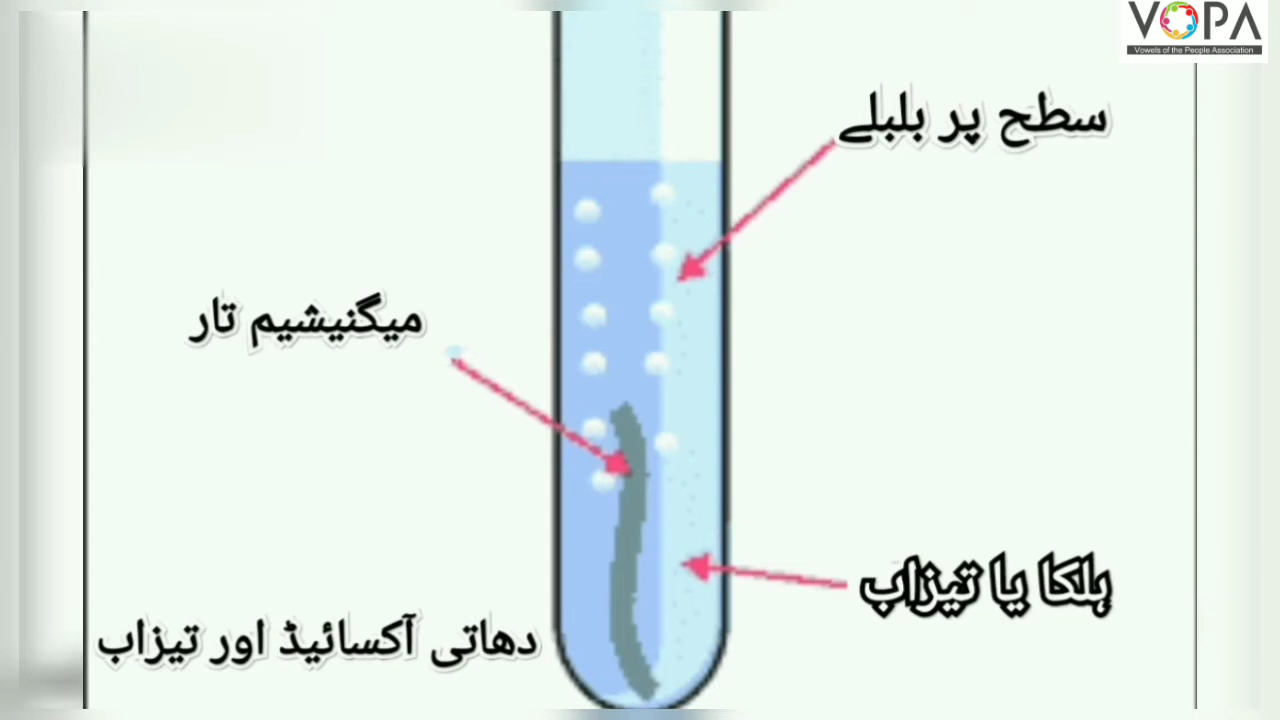 VOPA
Vowels of the People Association
سطح پر بلبلے
میگنیشیم تار
ہلکا یا تیزاب
دھاتی آکسائیڈ اور تیزاب